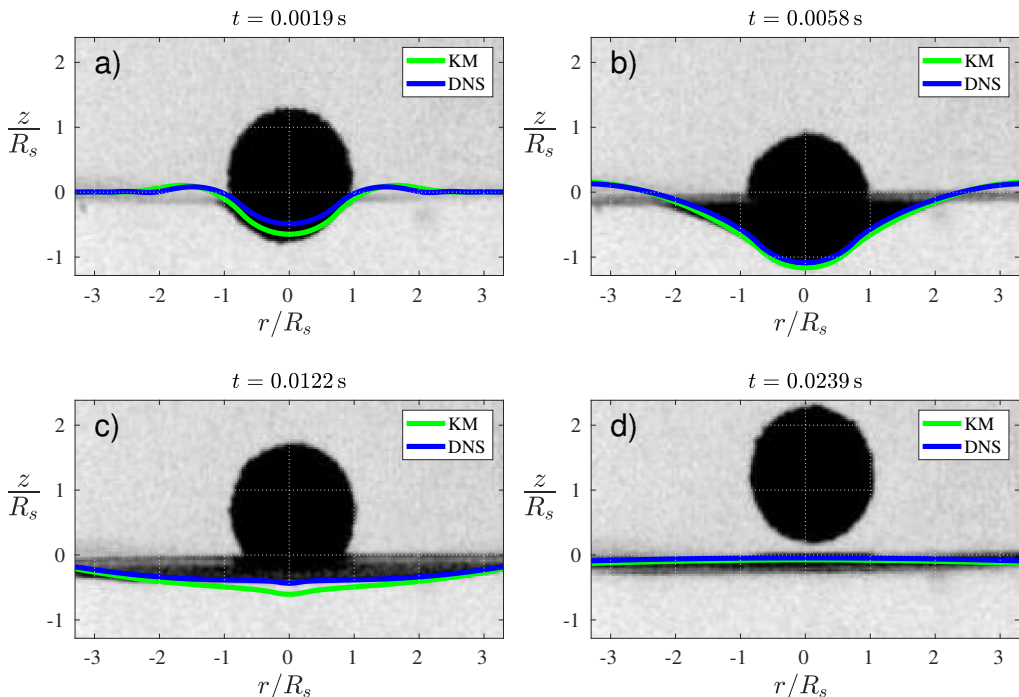 t = 0.0019 s
a)
KM
DNS
2
1
0
-1
z/R_s
-3 -2 -1 0 1 2 3
r/R_s
t = 0.0058 s
b)
KM
DNS
2
1
0
-1
z/R_s
-3 -2 -1 0 1 2 3
r/R_s
t = 0.0122 s
c)
KM
DNS
2
1
0
-1
z/R_s
-3 -2 -1 0 1 2 3
r/R_s
t = 0.0239 s
d)
KM
DNS
2
1
0
-1
z/R_s
-3 -2 -1 0 1 2 3
r/R_s